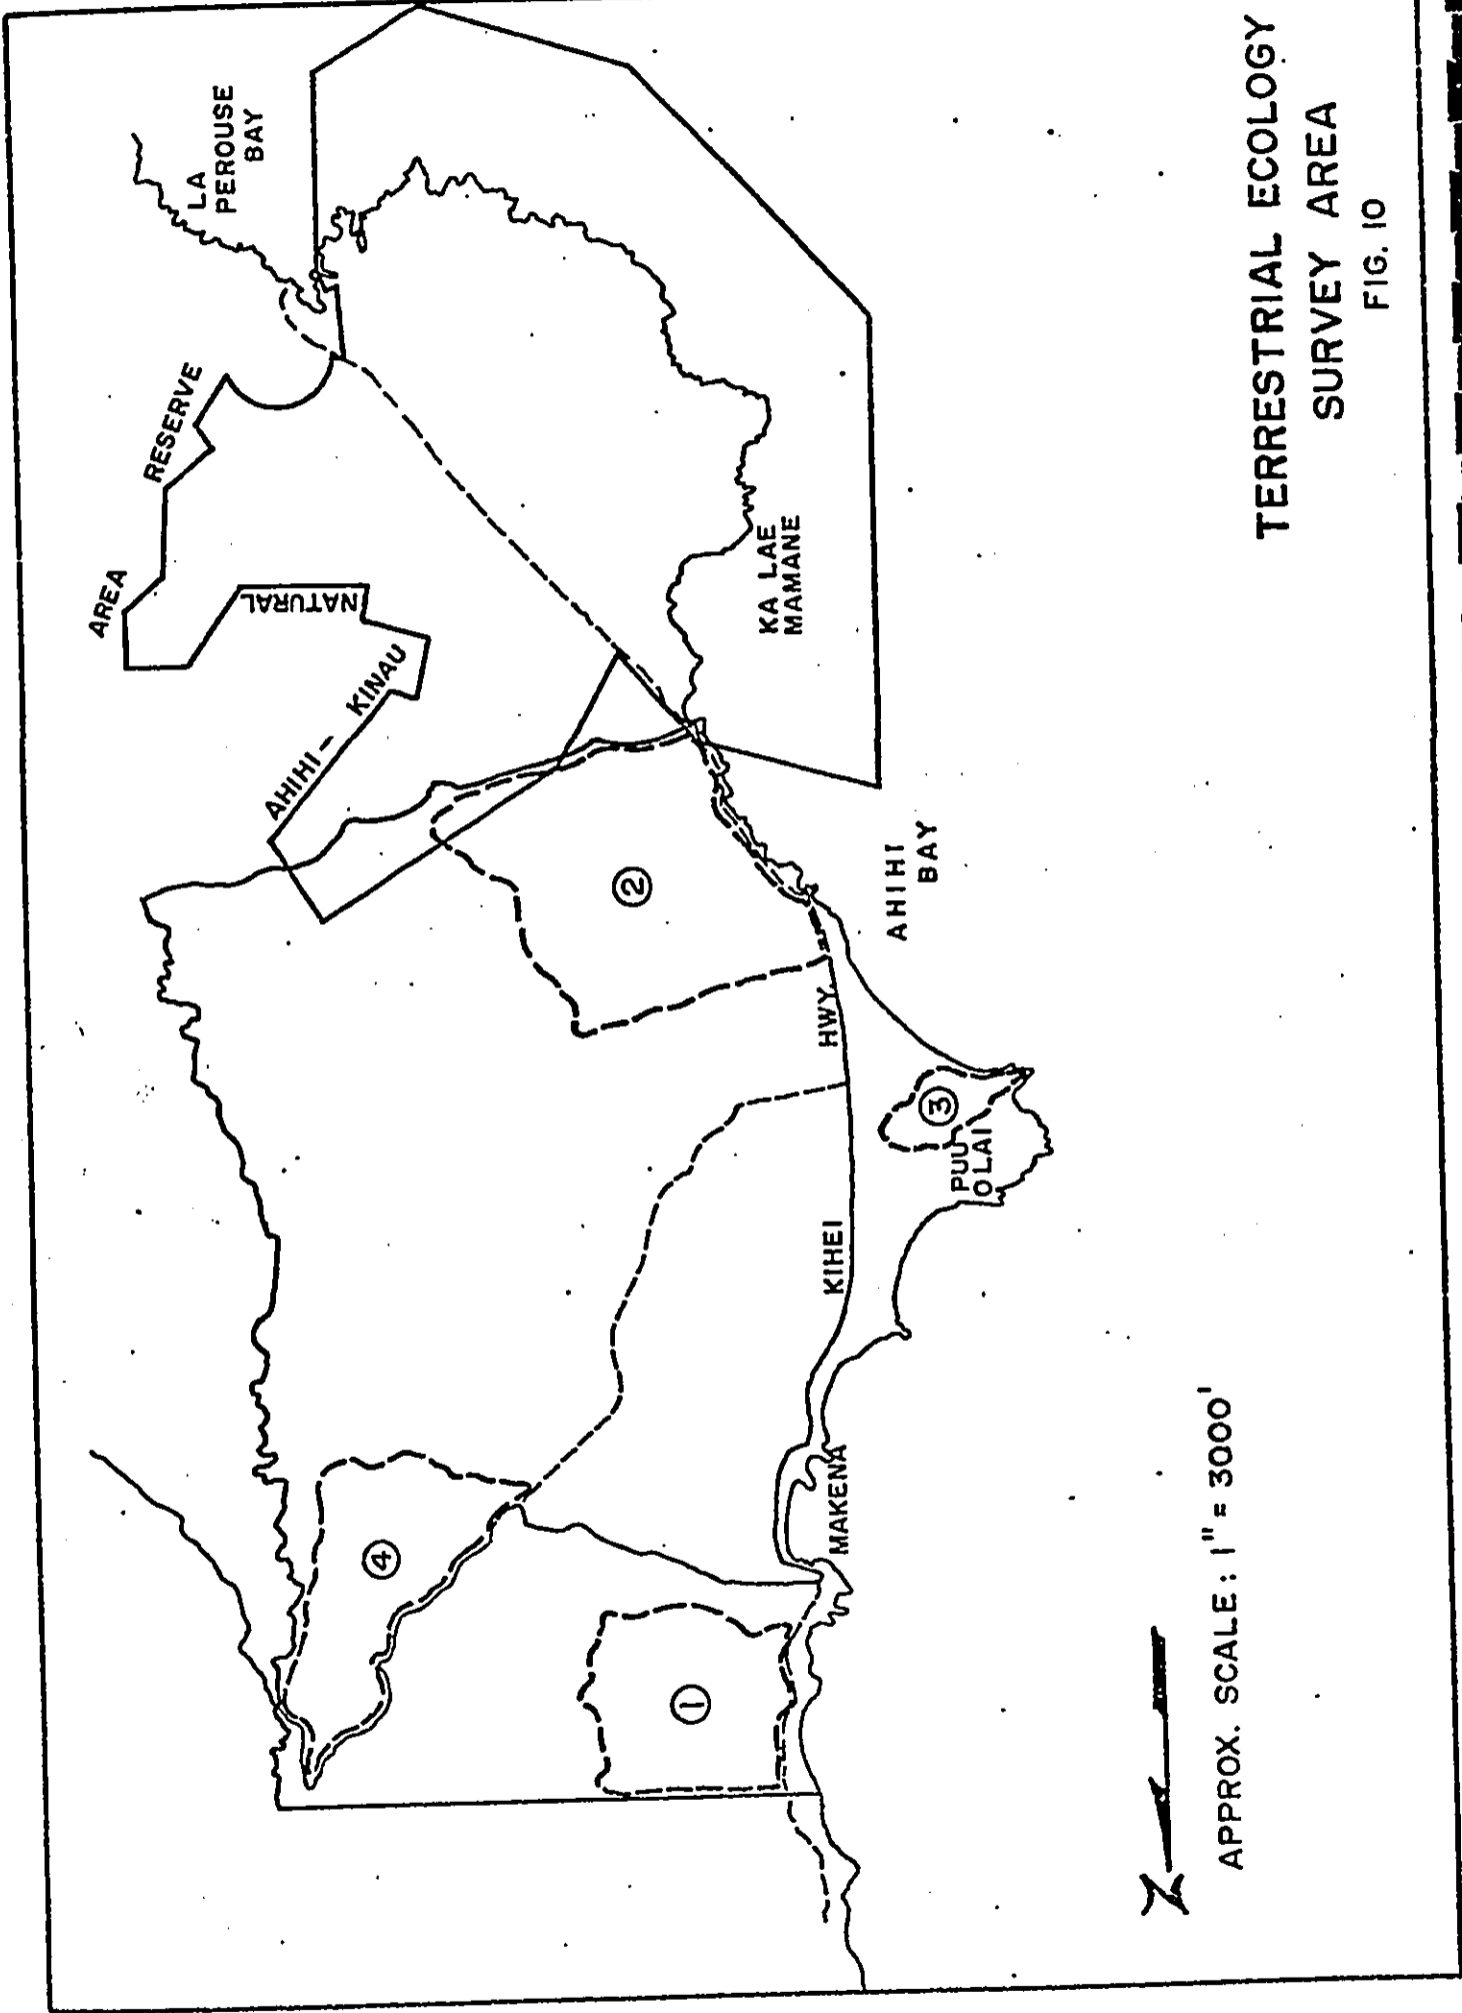 TERRESTRIAL ECOLOGY
SURVEY AREA
FIG. 10
LA
PEROUSE
BAY
AHIHI – KINAU
NATURAL
AREA
RESERVE
KA LAE
MAMANE
AHIHI
BAY
KIHEI HWY.
PUU
OLAI
MAKENA
1
2
3
4
N
APPROX. SCALE: 1" = 3000'